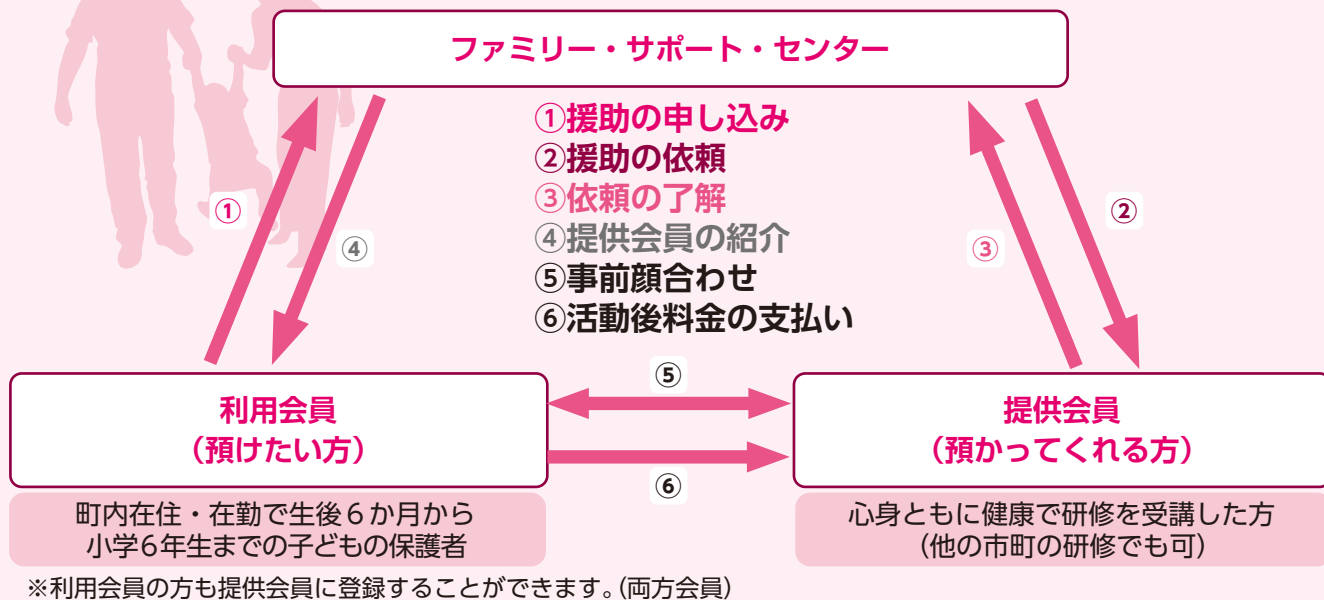 ファミリー・サポート・センター
①援助の申し込み
②援助の依頼
③依頼の了解
④提供会員の紹介
⑤事前顔合わせ
⑥活動後料金の支払い
①
④
③
②
⑤
⑥
利用会員
（預けたい方）
町内在住・在勤で生後６か月から
小学6年生までの子どもの保護者
提供会員
（預かってくれる方）
心身ともに健康で研修を受講した方
（他の市町の研修でも可）
※利用会員の方も提供会員に登録することができます。（両方会員）